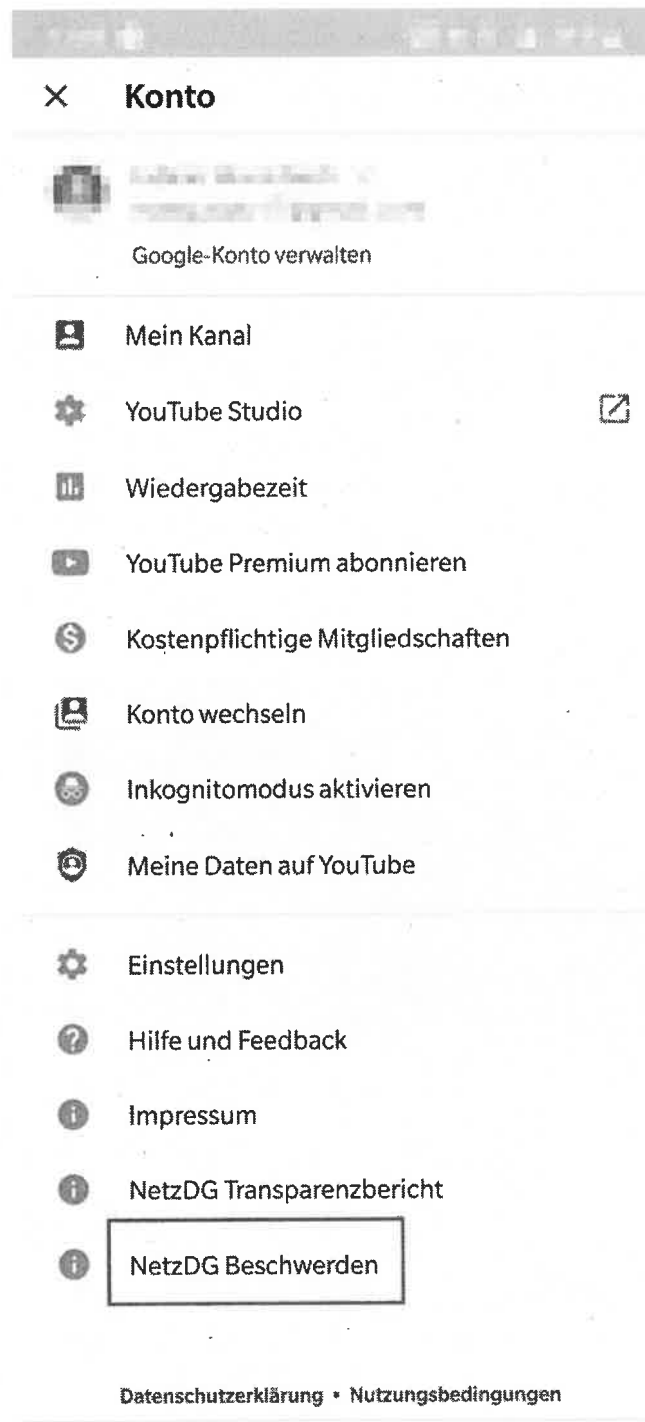 Konto
Google-Konto verwalten
Mein Kanal
YouTube Studio
Wiedergabezeit
YouTube Premium abonnieren
Kostenpflichtige Mitgliedschaften
Konto wechseln
Inkognitomodus aktivieren
Meine Daten auf YouTube
Einstellungen
Hilfe und Feedback
Impressum
NetzDG Transparenzbericht
NetzDG Beschwerden
Datenschutzerklärung • Nutzungsbedingungen